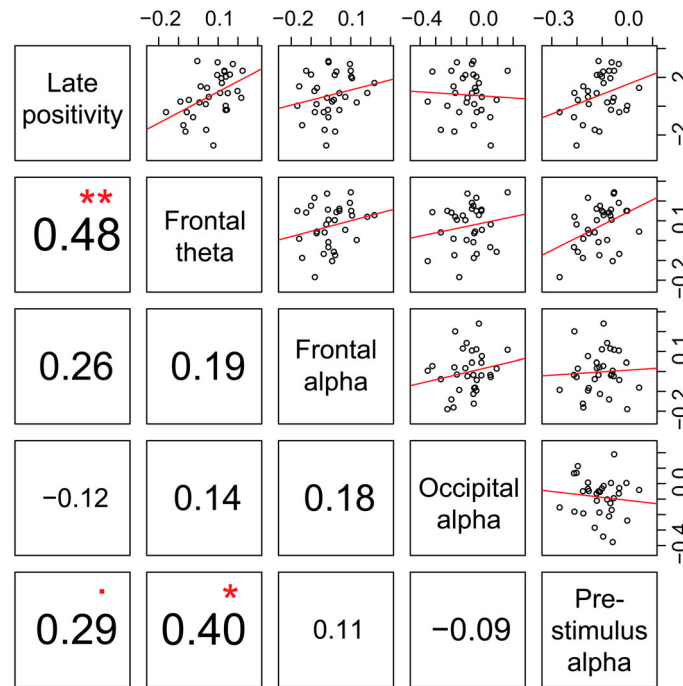 −0.2 0.1 −0.4 0.0
−0.2 0.1 −0.3 0.0
Late
positivity
−2 2
**
0.48
Frontal
theta
−0.2 0.1
0.26
0.19
Frontal
alpha
−0.2 0.1
−0.12
0.14
0.18
Occipital
alpha
−0.4 0.0
.
0.29
*
0.40
0.11
−0.09
Pre-
stimulus
alpha